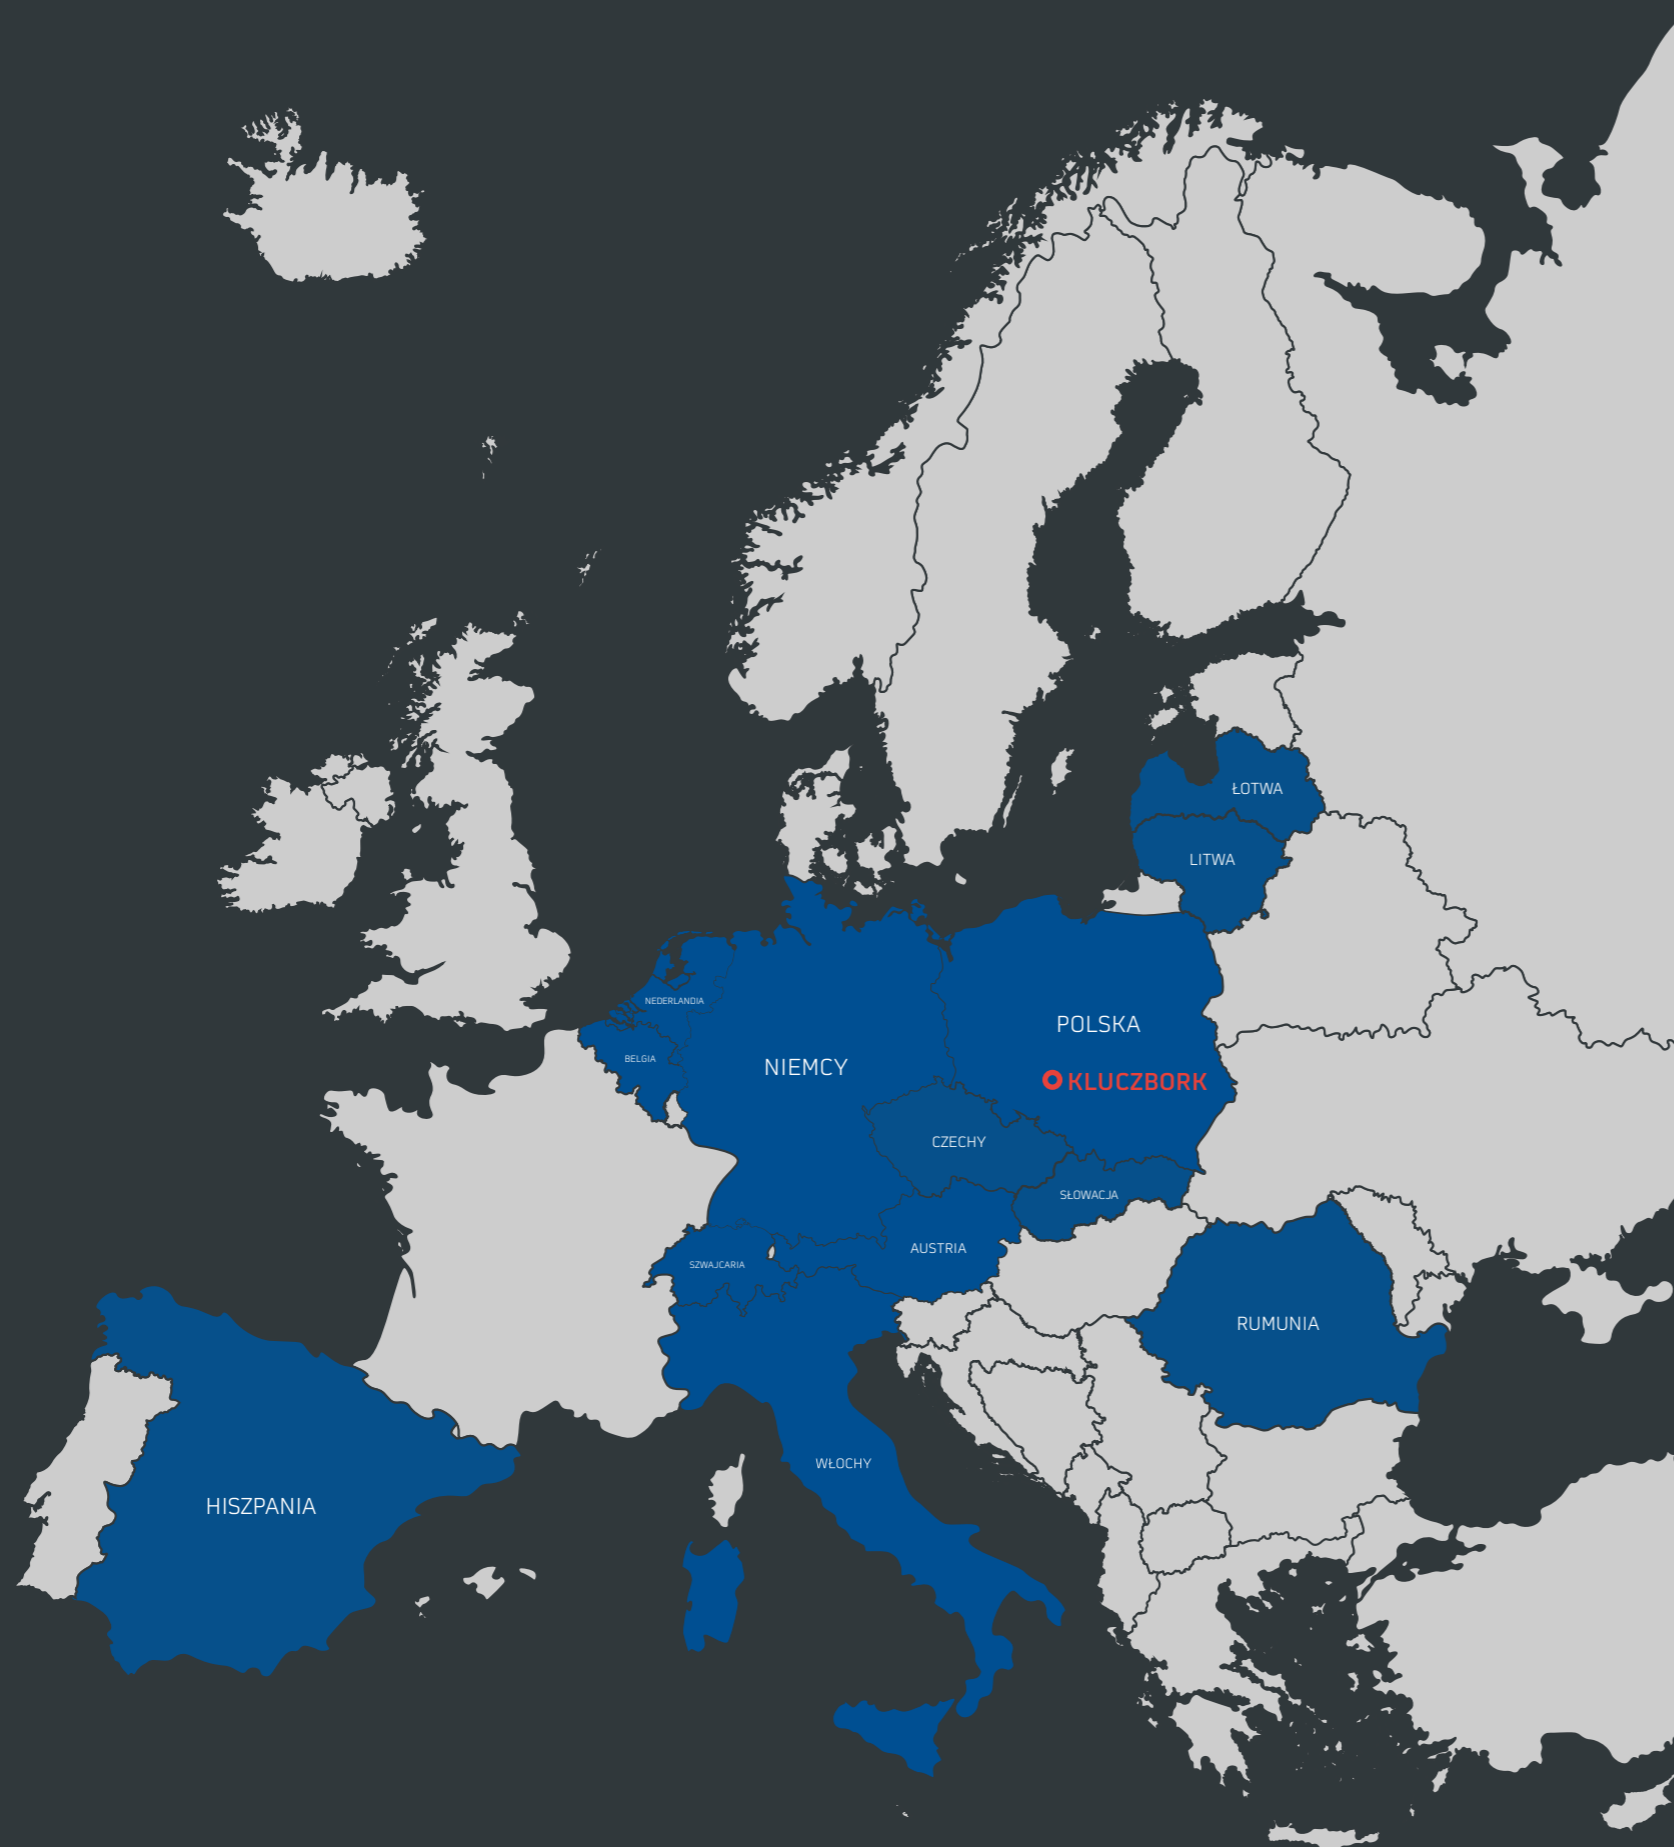 ŁOTWA
LITWA
NEDERLANDIA
POLSKA
BELGIA
NIEMCY
KLUCZBORK
CZECHY
SŁOWACJA
AUSTRIA
SZWAJCARIA
RUMUNIA
WŁOCHY
HISZPANIA